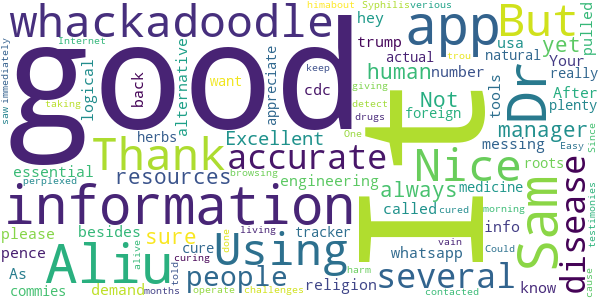 whackadoodle app But
good t Dr
hey trump actual usa yet pulled Your
Syphilis verious himabout
Internet saw immediately
logical alternative want back appreciate cdc
human number natural After really
keep drugs giving detect One
Not foreign tools plenty
Thank accurate Nice Sam
herbs Excellent manager messing
essential resources engineering always medicine roots
perplexed browsing called cured Easy Since
information I disease
please besides Using sure cure tracker info
Aliu people several
living curing morning vain Could
pence As told alive done religion whatsapp know
commies demand months operate challenges harm contacted
taking trou cause testimonies
communicable